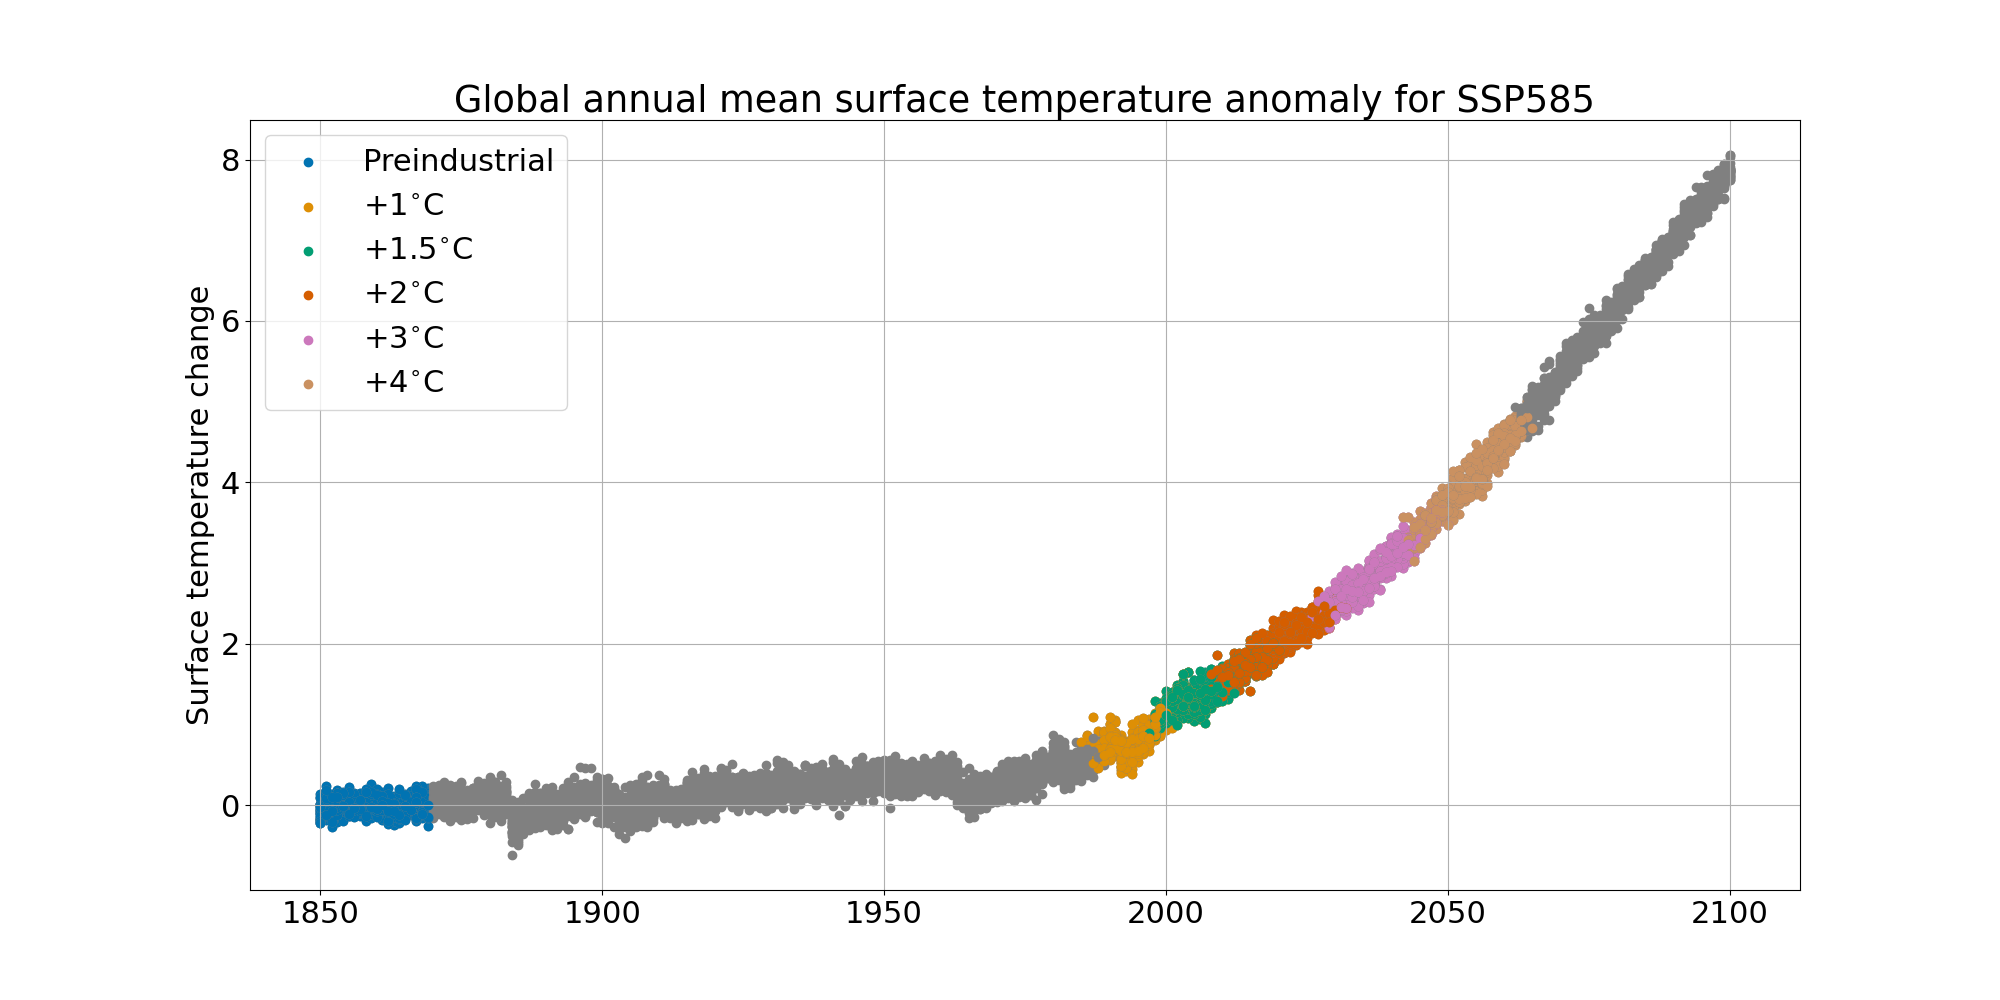 Global annual mean surface temperature anomaly for SSP585
Surface temperature change
8
6
4
2
0
Preindustrial
+1°C
+1.5°C
+2°C
+3°C
+4°C
1850 1900 1950 2000 2050 2100